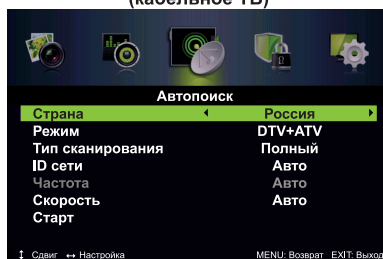 (кабельное ТВ)
Автопоиск
Страна Россия
Режим DTV+ATV
Тип сканирования Полный
ID сети Авто
Частота Авто
Скорость Авто
Старт
Сдвиг Настройка MENU: Возврат EXIT: Выход